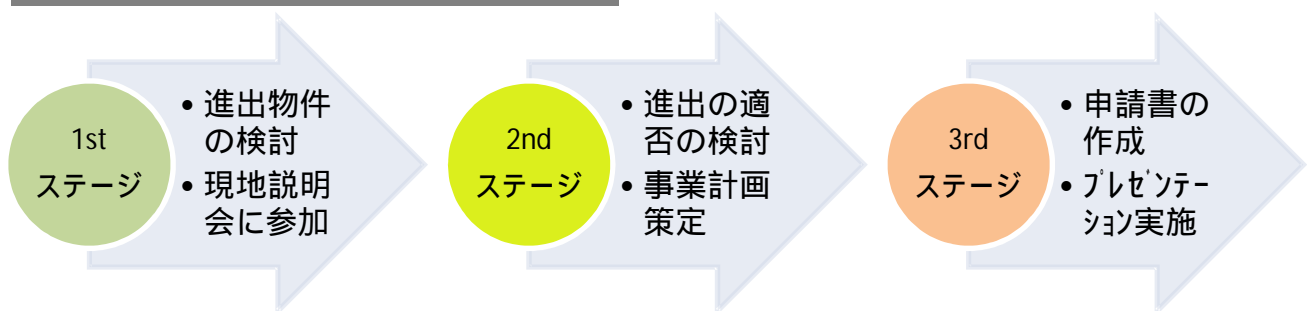 1st
ステージ
• 進出物件
の検討
• 現地説明
会に参加
2nd
ステージ
• 進出の適
否の検討
• 事業計画
策定
3rd
ステージ
• 申請書の
作成
• プレゼンテー
ション実施